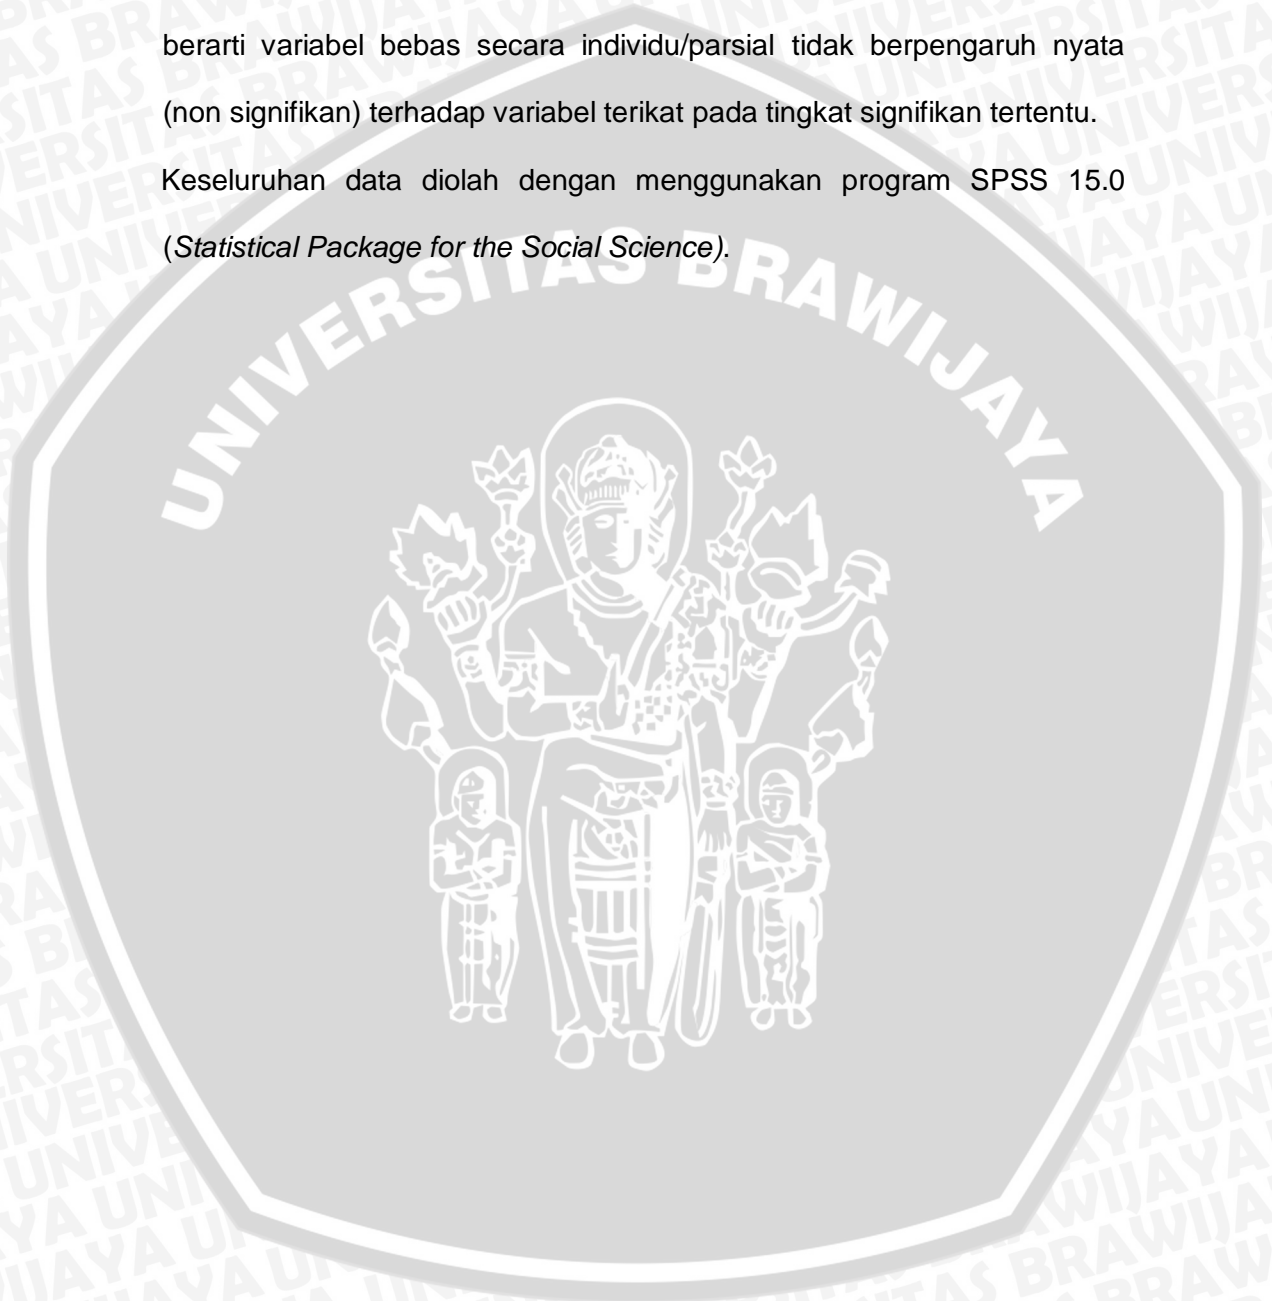 berarti variabel bebas secara individu/parsial tidak berpengaruh nyata
(non signifikan) terhadap variabel terikat pada tingkat signifikan tertentu.
Keseluruhan data diolah dengan menggunakan program SPSS 15.0
(Statistical Package for the Social Science).
UNIVERSITAS BRAWIJAYA